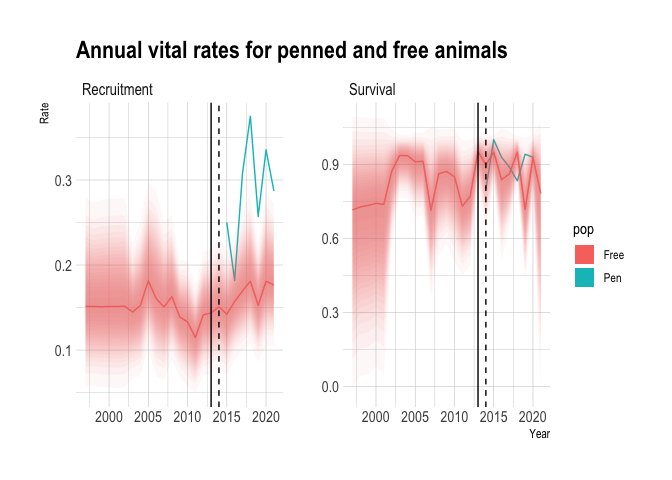 Annual vital rates for penned and free animals
Recruitment
Survival
Rate
0.3
0.2
0.1
0.9
0.6
0.3
0.0
2000 2005 2010 2015 2020
2000 2005 2010 2015 2020
Year
pop
Free
Pen